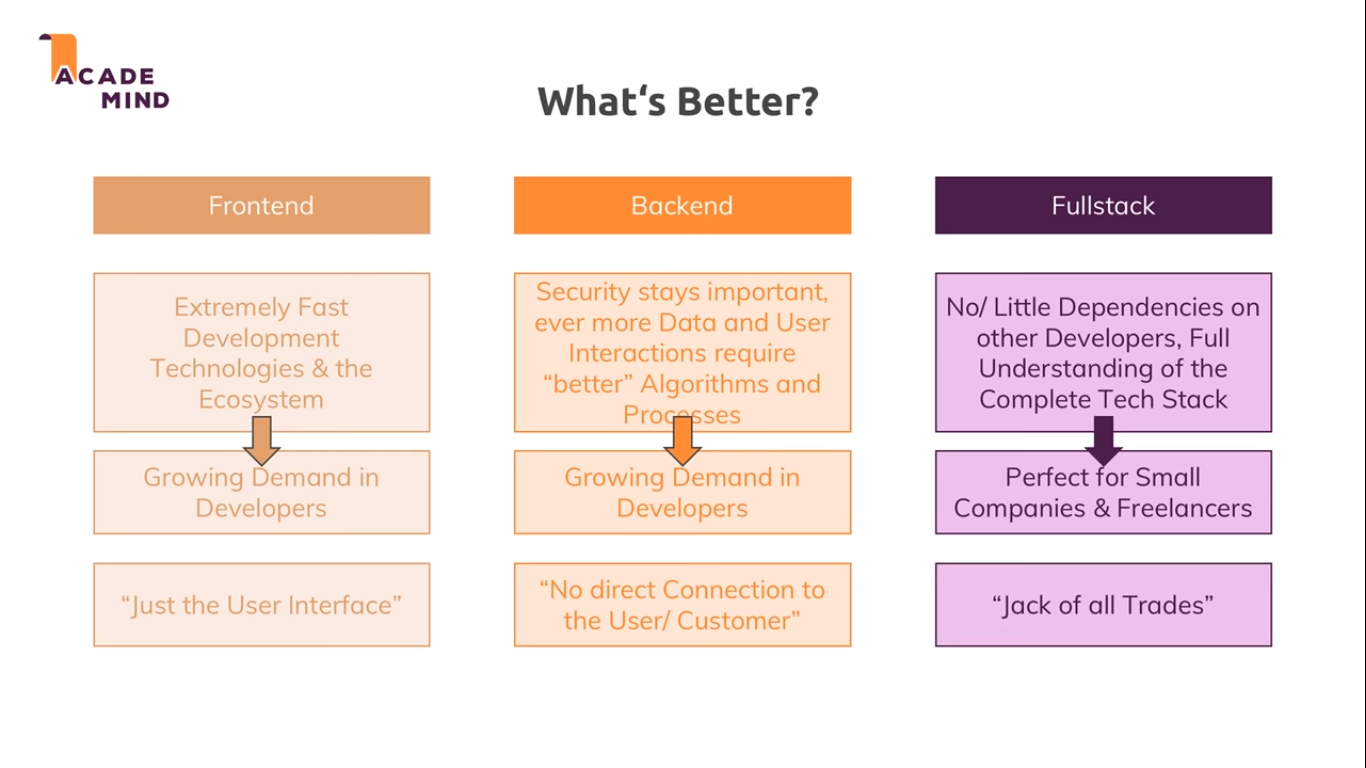 ACADE
MIND
What‘s Better?
Frontend
Extremely Fast
Development
Technologies & the
Ecosystem
Growing Demand in
Developers
“Just the User Interface”
Backend
Security stays important,
ever more Data and User
Interactions require
“better” Algorithms and
Processes
Growing Demand in
Developers
“No direct Connection to
the User/ Customer”
Fullstack
No/ Little Dependencies on
other Developers, Full
Understanding of the
Complete Tech Stack
Perfect for Small
Companies & Freelancers
“Jack of all Trades”